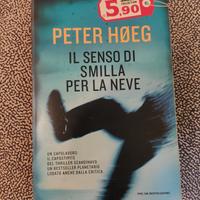 5,90
PETER HØEG
IL SENSO DI
SMILLA
PER LA NEVE
UN CAPOLAVORO
IL CAPOSTIPITE
DEL THRILLER SCANDINAVO
UN BESTSELLER PLANETARIO
LODATO ANCHE DALLA CRITICA